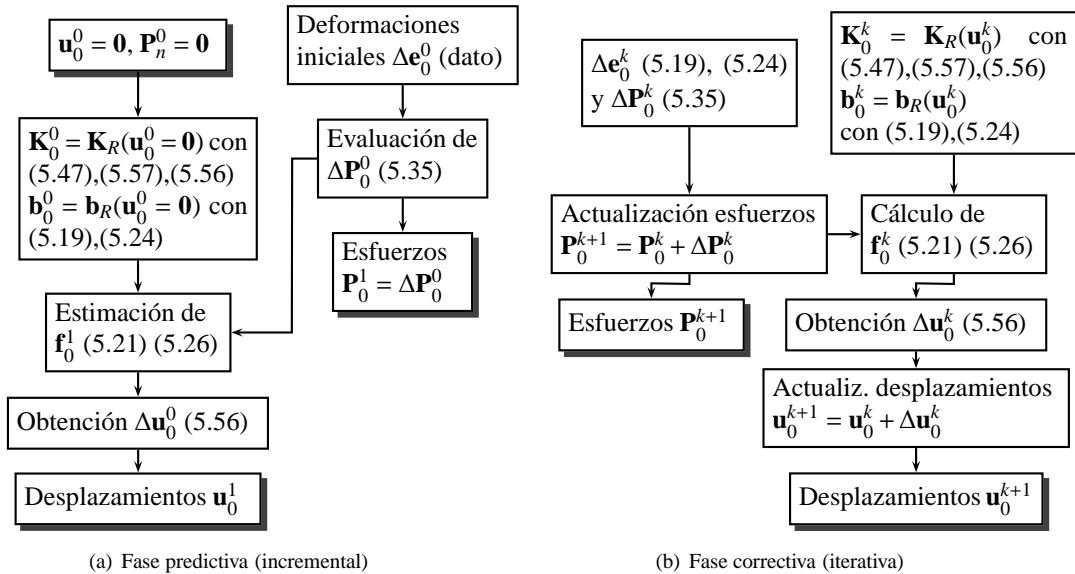 𝐮₀⁰ = 𝟎, 𝐏ₙ⁰ = 𝟎
Deformaciones
iniciales Δ𝐞₀⁰ (dato)
𝐊₀⁰ = 𝐊_R(𝐮₀⁰ = 𝟎) con
(5.47),(5.57),(5.56)
𝐛₀⁰ = 𝐛_R(𝐮₀⁰ = 𝟎) con
(5.19),(5.24)
Evaluación de
Δ𝐏₀⁰ (5.35)
Esfuerzos
𝐏₀¹ = Δ𝐏₀⁰
Estimación de
𝐟₀¹ (5.21) (5.26)
Obtención Δ𝐮₀⁰ (5.56)
Desplazamientos 𝐮₀¹
(a) Fase predictiva (incremental)
Δ𝐞₀ᵏ (5.19), (5.24)
y Δ𝐏₀ᵏ (5.35)
𝐊₀ᵏ = 𝐊_R(𝐮₀ᵏ) con
(5.47),(5.57),(5.56)
𝐛₀ᵏ = 𝐛_R(𝐮₀ᵏ)
con (5.19),(5.24)
Actualización esfuerzos
𝐏₀ᵏ⁺¹ = 𝐏₀ᵏ + Δ𝐏₀ᵏ
Cálculo de
𝐟₀ᵏ (5.21) (5.26)
Esfuerzos 𝐏₀ᵏ⁺¹
Obtención Δ𝐮₀ᵏ (5.56)
Actualiz. desplazamientos
𝐮₀ᵏ⁺¹ = 𝐮₀ᵏ + Δ𝐮₀ᵏ
Desplazamientos 𝐮₀ᵏ⁺¹
(b) Fase correctiva (iterativa)